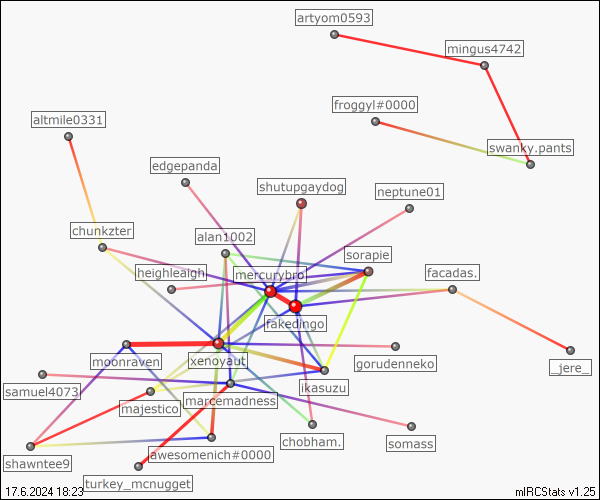 artyom0593
mingus4742
froggyl#0000
altmile0331
swanky.pants
edgepanda
shutupgaydog
neptune01
chunkzter
alan1002
sorapie
heighleagh
mercurybro
facadas.
fakedingo
moonraven
xenoyaut
gorudenneko
_jere_
samuel4073
ikasuzu
majestico
marcemadness
chobham.
somass
shawntee9
awesomenich#0000
turkey_mcnugget
17.6.2024 18:23
mIRCStats v1.25